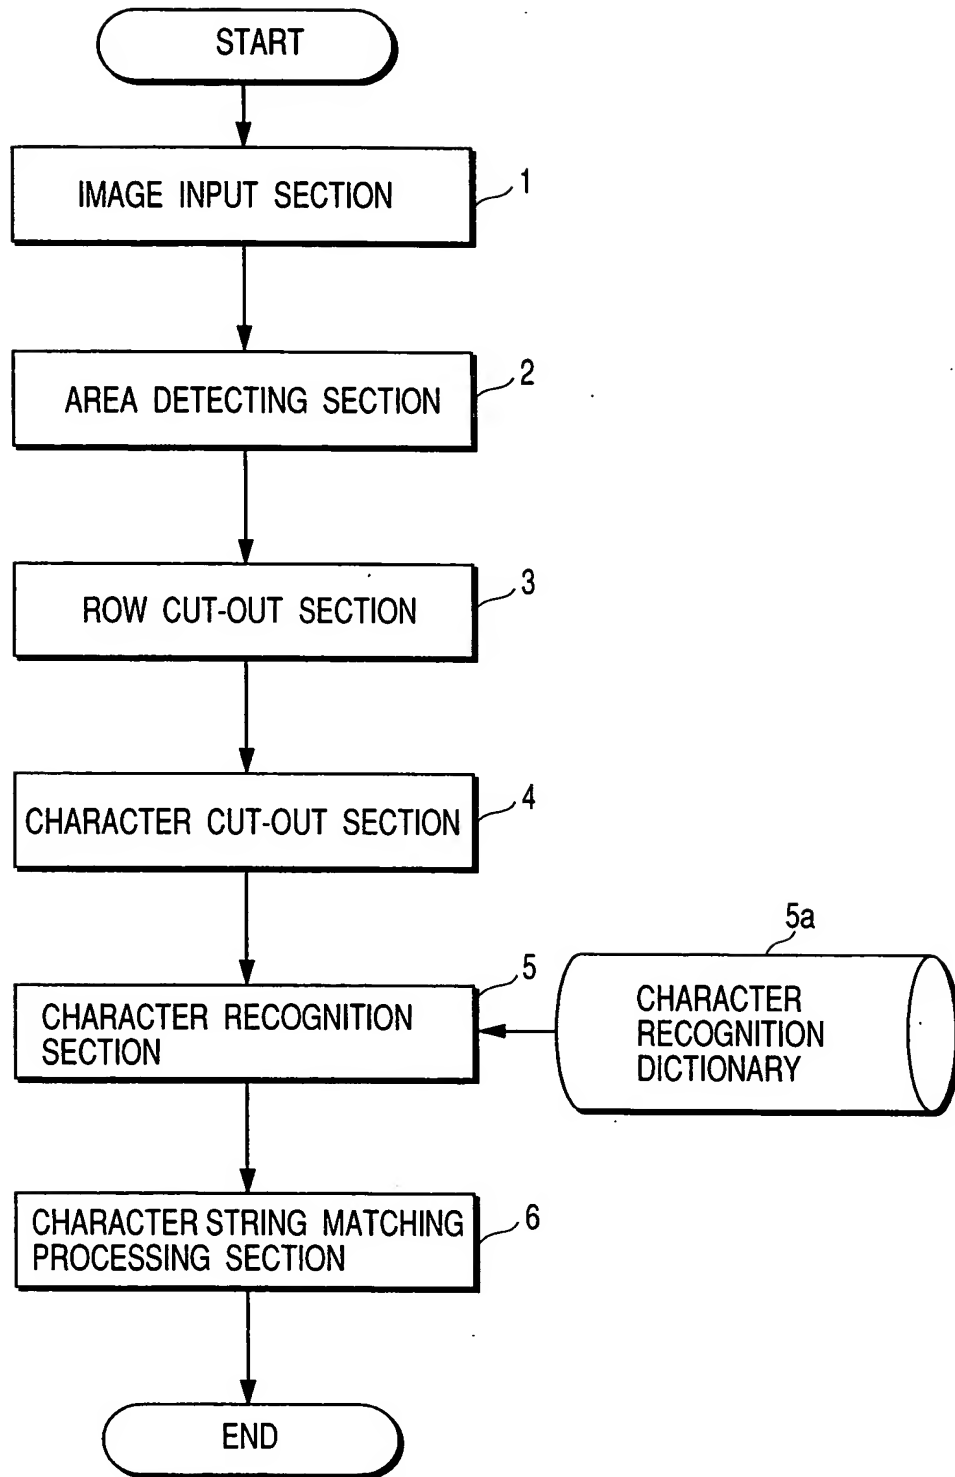 START
IMAGE INPUT SECTION
1
AREA DETECTING SECTION
2
ROW CUT-OUT SECTION
3
CHARACTER CUT-OUT SECTION
4
CHARACTER RECOGNITION
SECTION
5
5a
CHARACTER
RECOGNITION
DICTIONARY
CHARACTER STRING MATCHING
PROCESSING SECTION
6
END